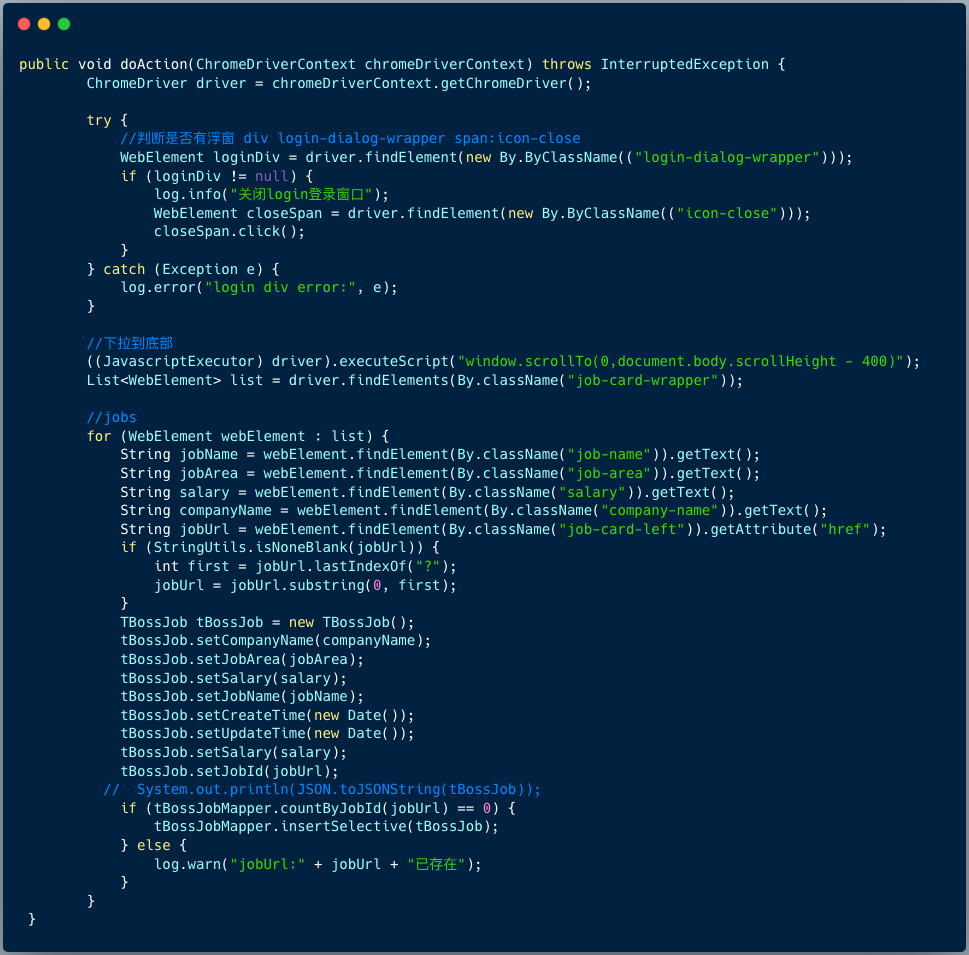 public void doAction(ChromeDriverContext chromeDriverContext) throws InterruptedException {
        ChromeDriver driver = chromeDriverContext.getChromeDriver();

        try {
            //判断是否有浮窗 div login-dialog-wrapper span:icon-close
            WebElement loginDiv = driver.findElement(new By.ByClassName(("login-dialog-wrapper")));
            if (loginDiv != null) {
                log.info("关闭login登录窗口");
                WebElement closeSpan = driver.findElement(new By.ByClassName(("icon-close")));
                closeSpan.click();
            }
        } catch (Exception e) {
            log.error("login div error:", e);
        }

        //下拉到底部
        ((JavascriptExecutor) driver).executeScript("window.scrollTo(0,document.body.scrollHeight - 400)");
        List<WebElement> list = driver.findElements(By.className("job-card-wrapper"));

        //jobs
        for (WebElement webElement : list) {
            String jobName = webElement.findElement(By.className("job-name")).getText();
            String jobArea = webElement.findElement(By.className("job-area")).getText();
            String salary = webElement.findElement(By.className("salary")).getText();
            String companyName = webElement.findElement(By.className("company-name")).getText();
            String jobUrl = webElement.findElement(By.className("job-card-left")).getAttribute("href");
            if (StringUtils.isNoneBlank(jobUrl)) {
                int first = jobUrl.lastIndexOf("?");
                jobUrl = jobUrl.substring(0, first);
            }
            TBossJob tBossJob = new TBossJob();
            tBossJob.setCompanyName(companyName);
            tBossJob.setJobArea(jobArea);
            tBossJob.setSalary(salary);
            tBossJob.setJobName(jobName);
            tBossJob.setCreateTime(new Date());
            tBossJob.setUpdateTime(new Date());
            tBossJob.setSalary(salary);
            tBossJob.setJobId(jobUrl);
          //  System.out.println(JSON.toJSONString(tBossJob));
            if (tBossJobMapper.countByJobId(jobUrl) == 0) {
                tBossJobMapper.insertSelective(tBossJob);
            } else {
                log.warn("jobUrl:" + jobUrl + "已存在");
            }
        }
 }